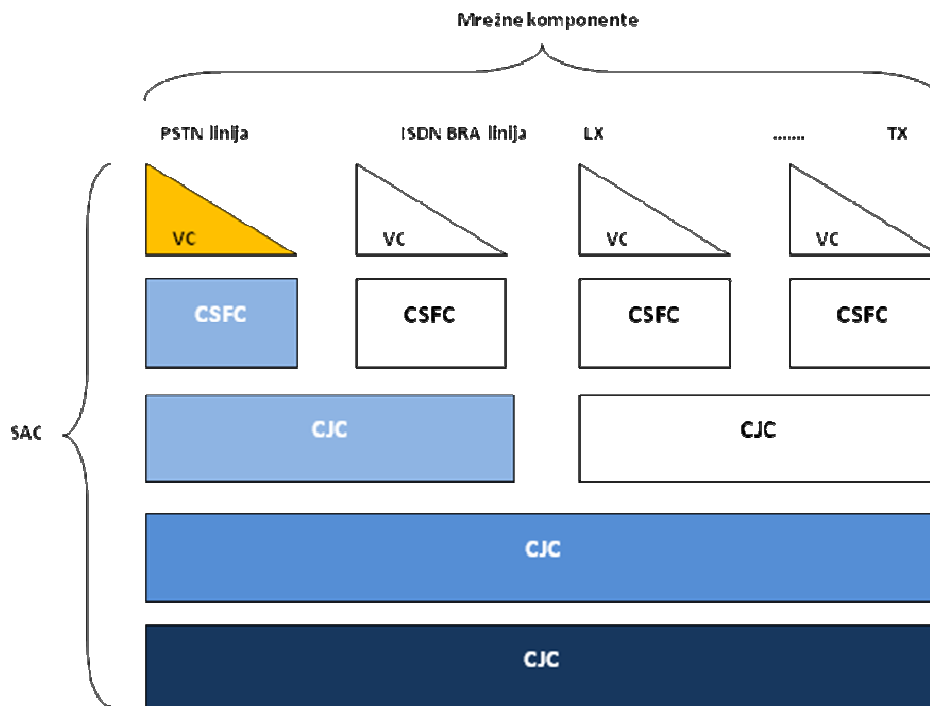 Mrežne komponente
PSTN linija ISDN BRA linija LX ....... TX
VC VC VC VC
CSFC CSFC CSFC CSFC
SAC
CJC CJC
CJC
CJC